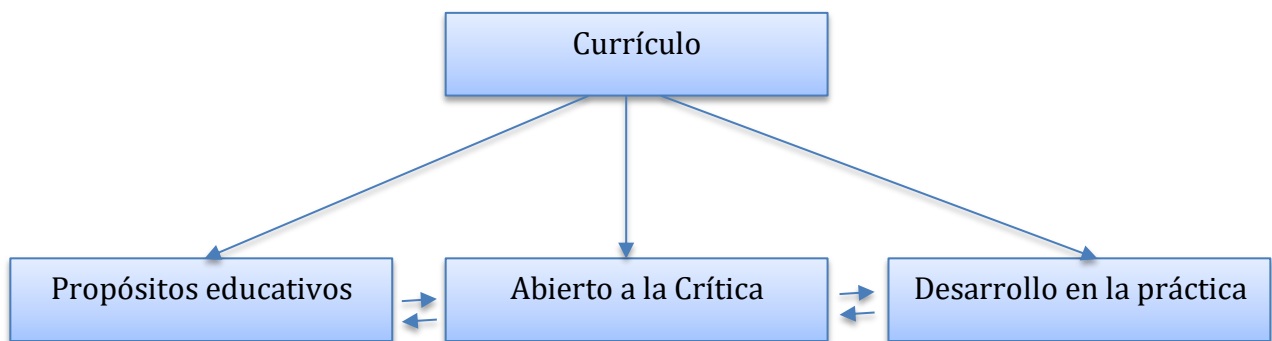 Currículo
Propósitos educativos
Abierto a la Crítica
Desarrollo en la práctica